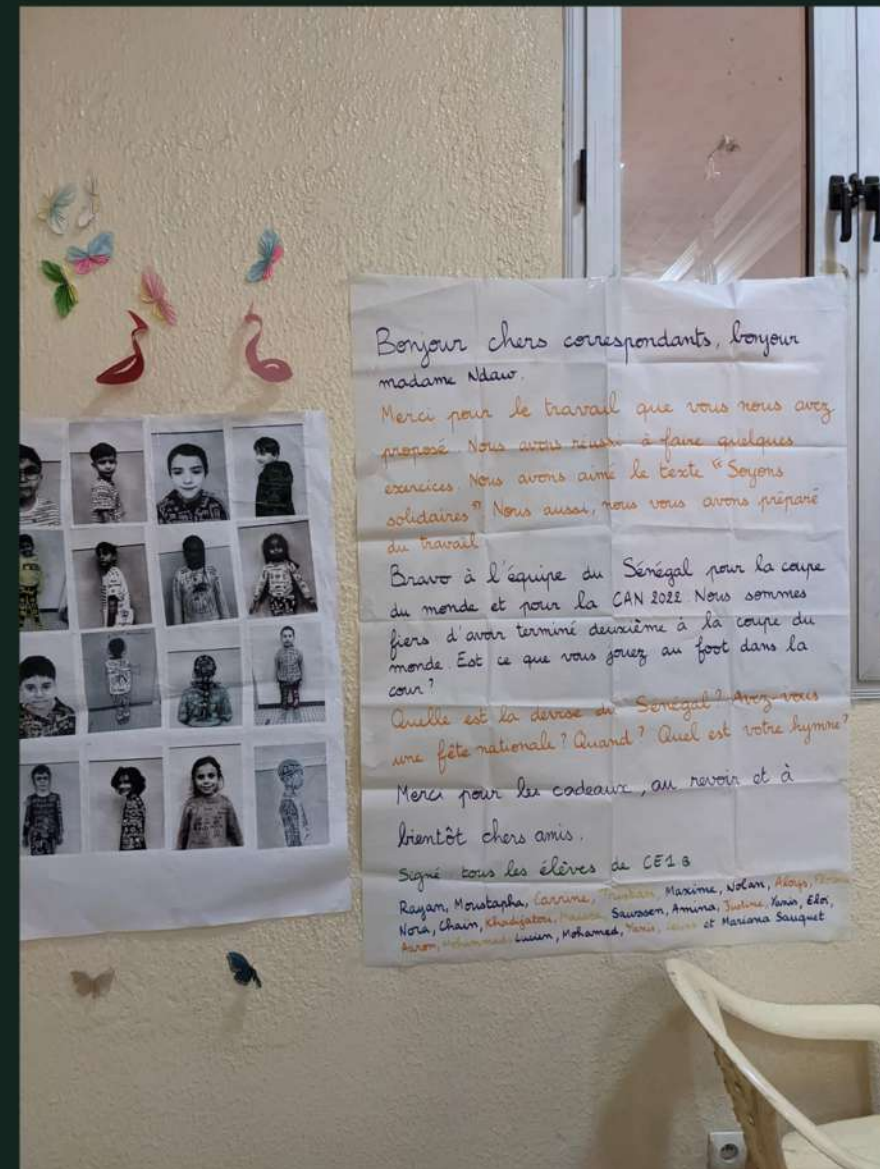 Bonjour chers correspondants, bonjour
madame Ndaw.
Merci pour le travail que vous nous avez
proposé. Nous avons réussi à faire quelques
exercices. Nous avons aimé le texte "Soyons
solidaires" Nous aussi, nous vous avons préparé
du travail.
Bravo à l'équipe du Sénégal pour la coupe
du monde et pour la CAN 2022 Nous sommes
fiers d'avoir terminé deuxième à la coupe du
monde. Est ce que vous jouez au foot dans la
cour?
Quelle est la devise du Sénégal? Avez-vous
une fête nationale? Quand? Quel est votre hymne?
Merci pour les cadeaux, au revoir et à
bientôt chers amis.
Signé tous les élèves de CE1 B
Rayan, Moustapha, Corrine, Maxime, Nolan, Aloys,
Nora, Chain, Khadijatou, Sawssen, Amina, Justine, Yanis, Eloi,
Aaron, Mohammed, Lucien, Mohamed, Yanis, et Mariana Sauquet